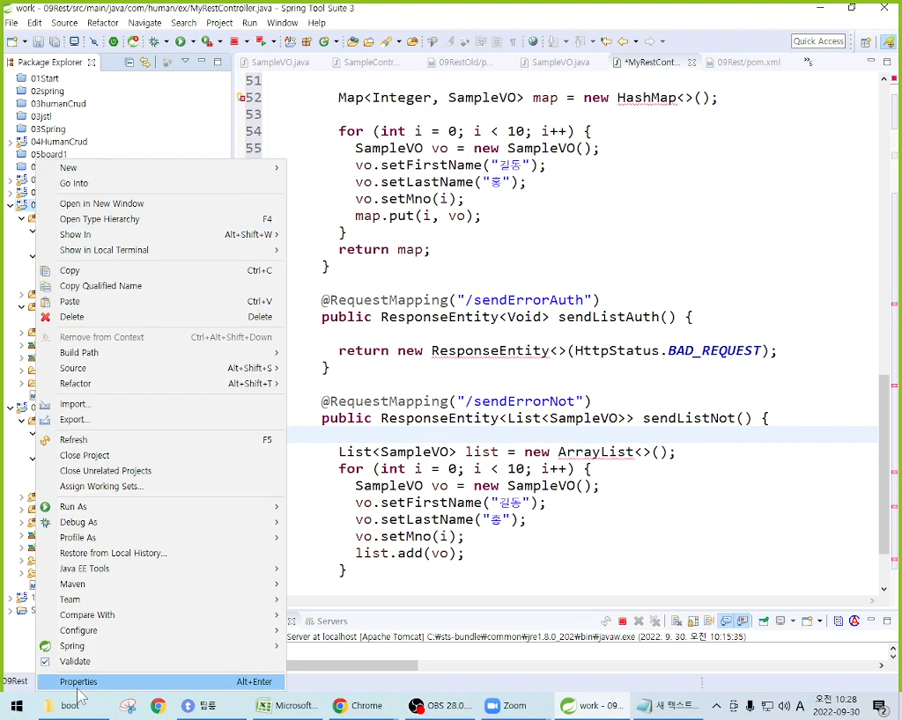 work - 09Rest/src/main/java/com/human/ex/MyRestController.java - Spring Tool Suite 3
File Edit Source Refactor Navigate Search Project Run Window Help
Quick Access
Package Explorer
SampleVO.java
SampleContr...
09RestOld/p...
SampleVO.java
*MyRestCont...
09Rest/pom.xml
01Start
02spring
03humanCrud
03jstl
03Spring
04HumanCrud
05board1
New
Go Into
Open in New Window
Open Type Hierarchy F4
Show In Alt+Shift+W
Show in Local Terminal
Copy Ctrl+C
Copy Qualified Name
Paste Ctrl+V
Delete Delete
Remove from Context Ctrl+Alt+Shift+Down
Build Path
Source Alt+Shift+S
Refactor Alt+Shift+T
Import...
Export...
Refresh F5
Close Project
Close Unrelated Projects
Assign Working Sets...
Run As
Debug As
Profile As
Restore from Local History...
Java EE Tools
Maven
Team
Compare With
Configure
Spring
Validate
Properties Alt+Enter
51
52 Map<Integer, SampleVO> map = new HashMap<>();
53
54 for (int i = 0; i < 10; i++) {
55 SampleVO vo = new SampleVO();
vo.setFirstName("길동");
vo.setLastName("홍");
vo.setMno(i);
map.put(i, vo);
}
return map;
}
@RequestMapping("/sendErrorAuth")
public ResponseEntity<Void> sendListAuth() {
return new ResponseEntity<>(HttpStatus.BAD_REQUEST);
}
@RequestMapping("/sendErrorNot")
public ResponseEntity<List<SampleVO>> sendListNot() {
List<SampleVO> list = new ArrayList<>();
for (int i = 0; i < 10; i++) {
SampleVO vo = new SampleVO();
vo.setFirstName("길동");
vo.setLastName("홍");
vo.setMno(i);
list.add(vo);
}
Servers
Server at localhost [Apache Tomcat] C:\sts-bundle\common\jre1.8.0_202\bin\javaw.exe (2022. 9. 30. 오전 10:15:35)
09Rest
boot
팀룸
Microsoft...
Chrome
OBS 28.0....
Zoom
work - 09...
새 텍스트...
오전 10:28
2022-09-30